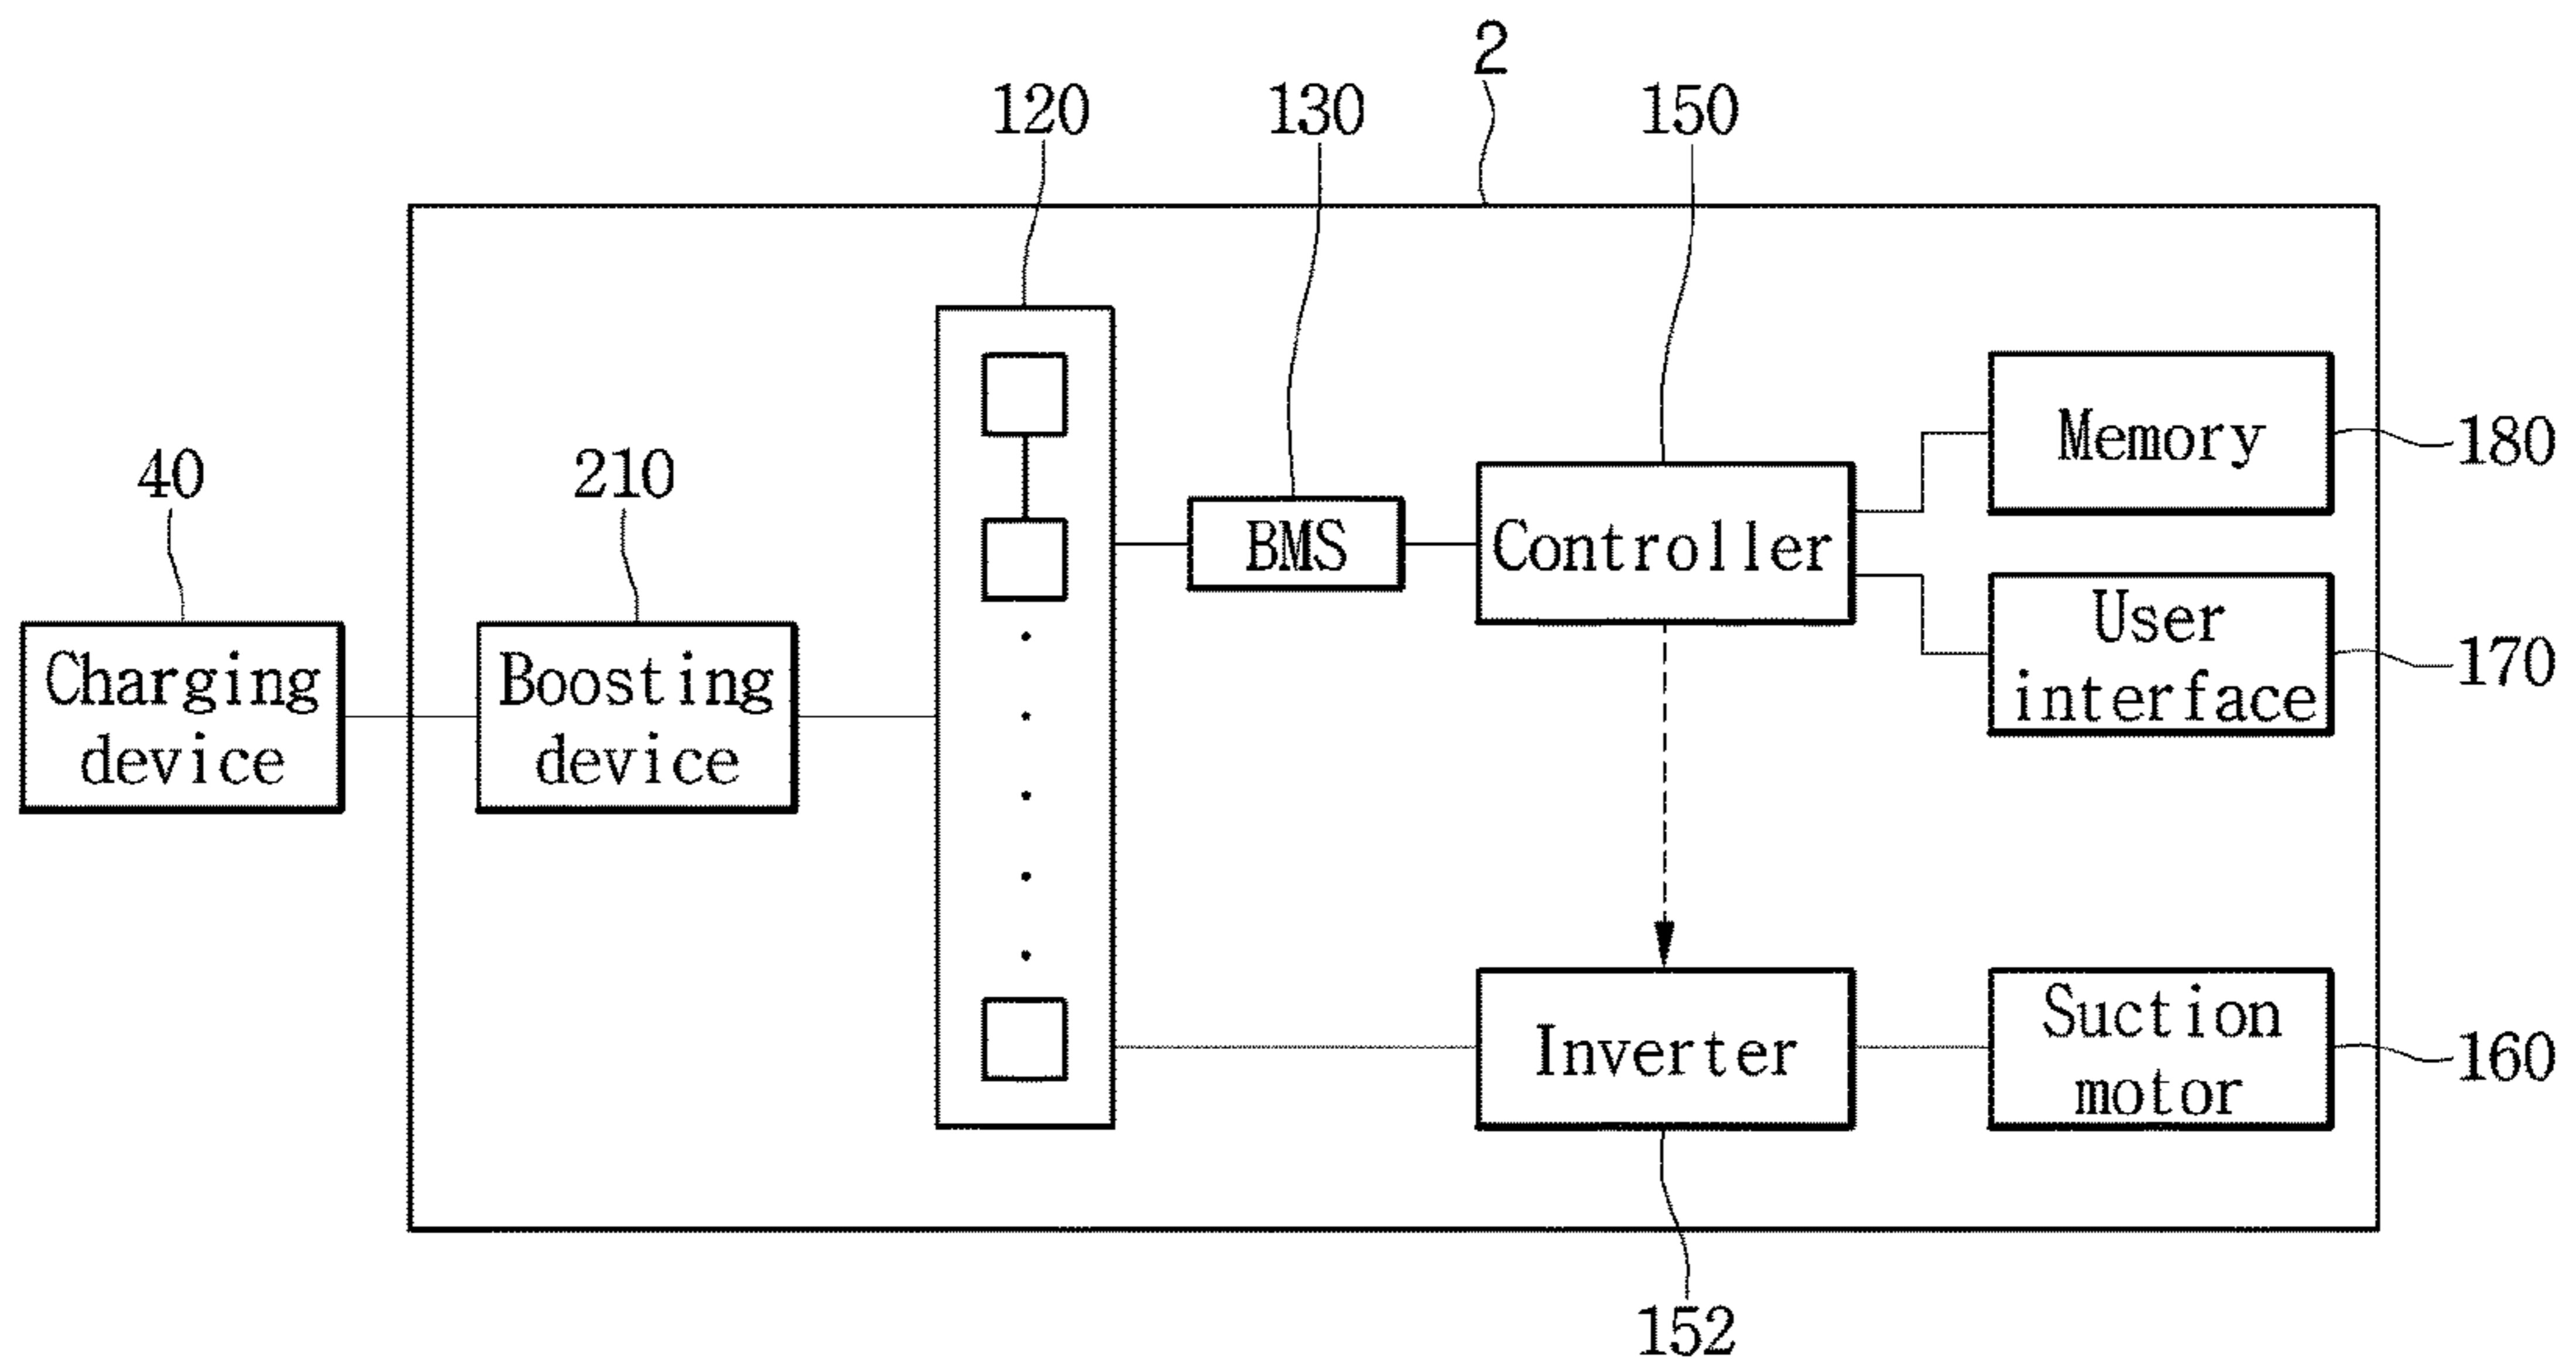 2
120
130
150
Memory
180
40
210
BMS
Controller
User
interface
170
Charging
device
Boosting
device
Inverter
Suction
motor
160
152